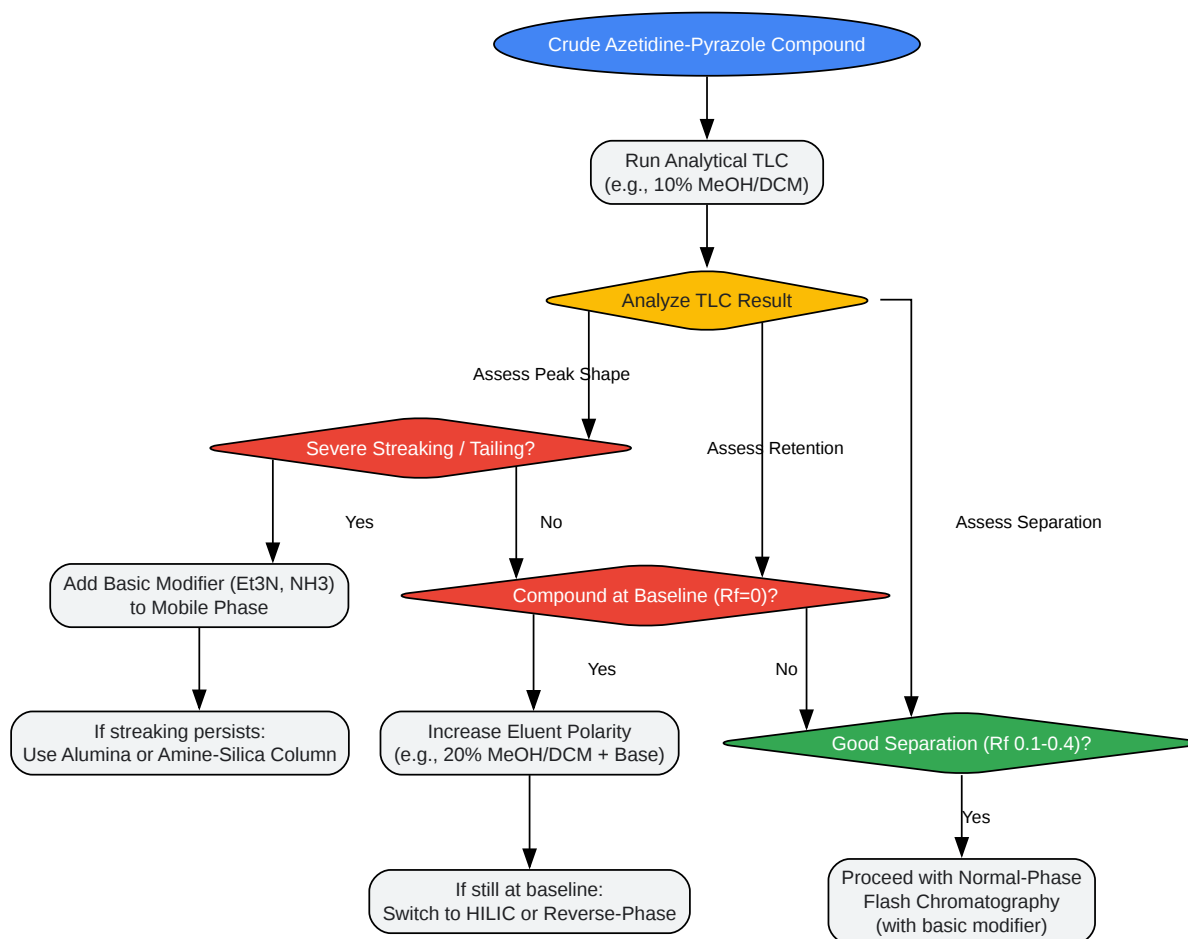 Crude Azetidine-Pyrazole Compound
Run Analytical TLC
(e.g., 10% MeOH/DCM)
Analyze TLC Result
Assess Peak Shape
Severe Streaking / Tailing?
Assess Retention
Yes
No
Assess Separation
Add Basic Modifier (Et3N, NH3)
to Mobile Phase
Compound at Baseline (Rf=0)?
Yes
No
If streaking persists:
Use Alumina or Amine-Silica Column
Increase Eluent Polarity
(e.g., 20% MeOH/DCM + Base)
Good Separation (Rf 0.1-0.4)?
Yes
If still at baseline:
Switch to HILIC or Reverse-Phase
Proceed with Normal-Phase
Flash Chromatography
(with basic modifier)